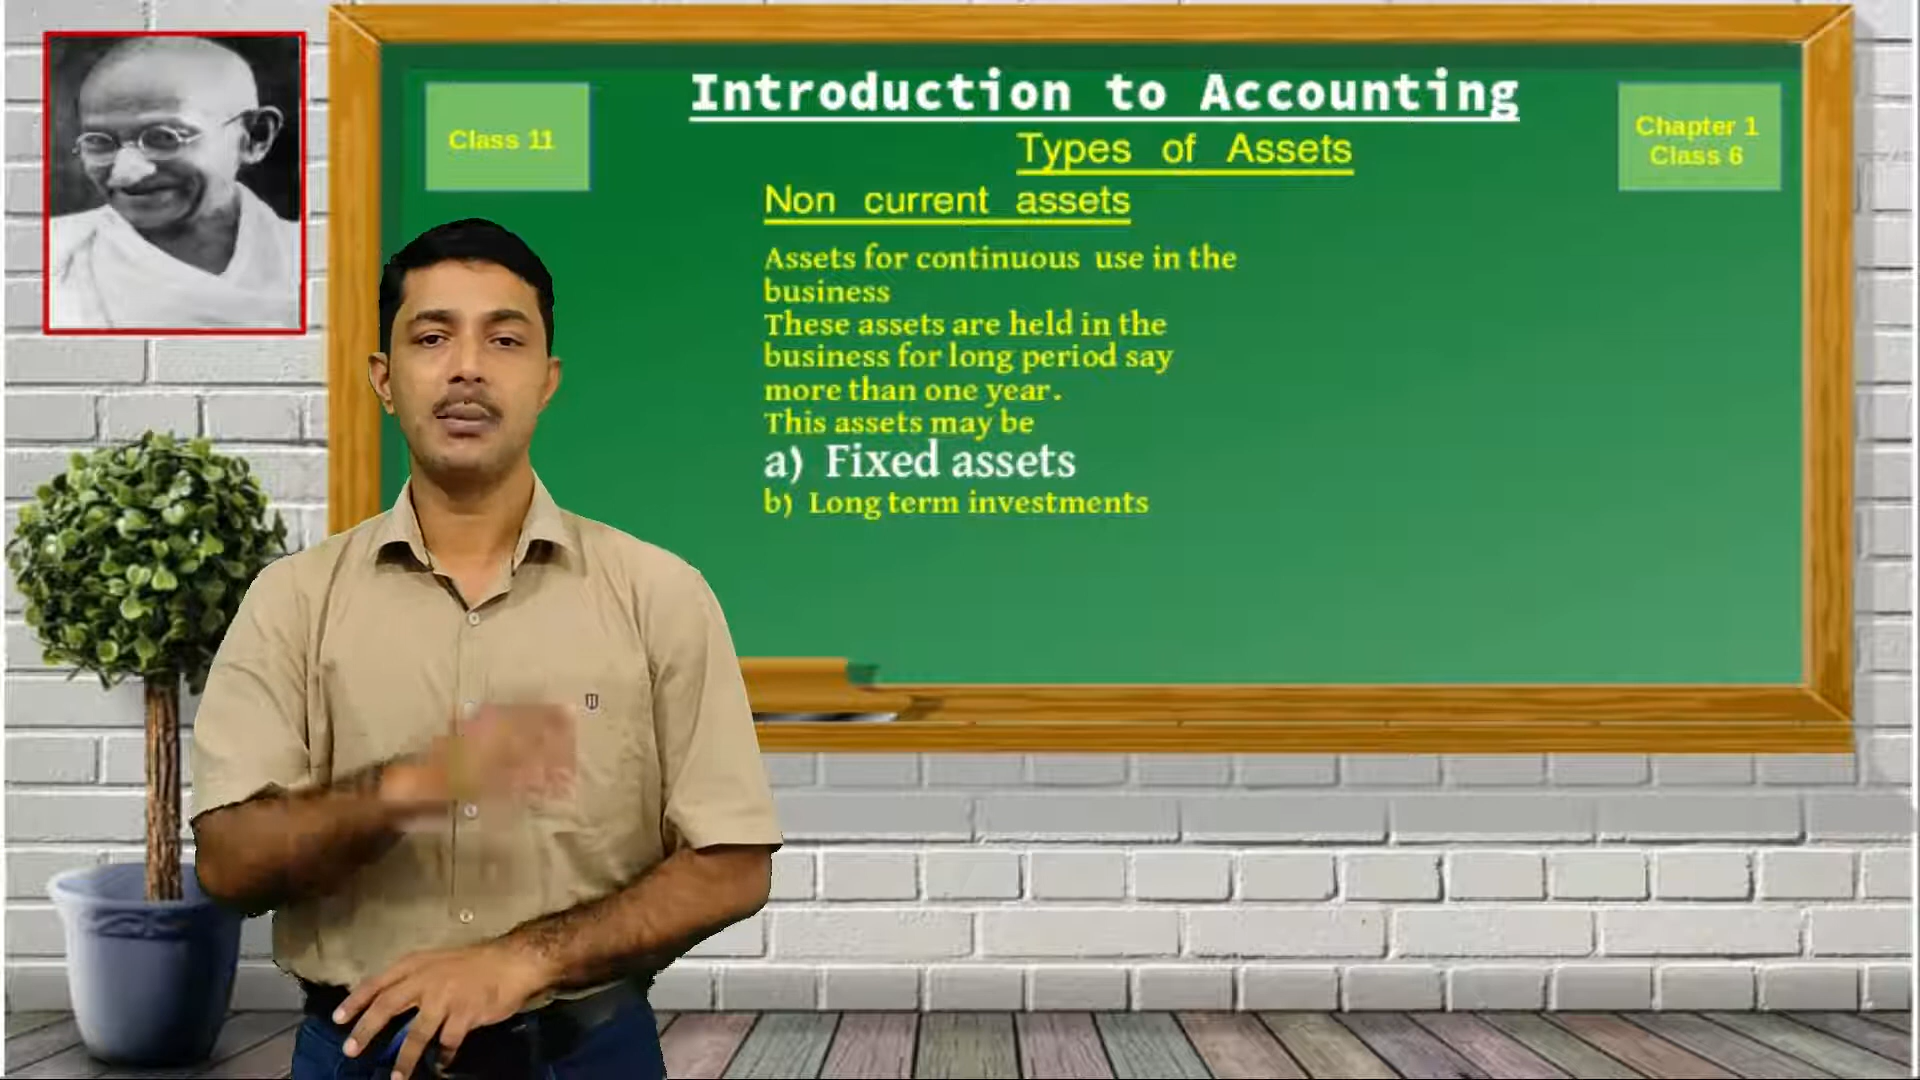 Introduction to Accounting
Class 11
Chapter 1
Class 6
Types of Assets
Non current assets
Assets for continuous use in the
business
These assets are held in the
business for long period say
more than one year.
This assets may be
a) Fixed assets
b) Long term investments